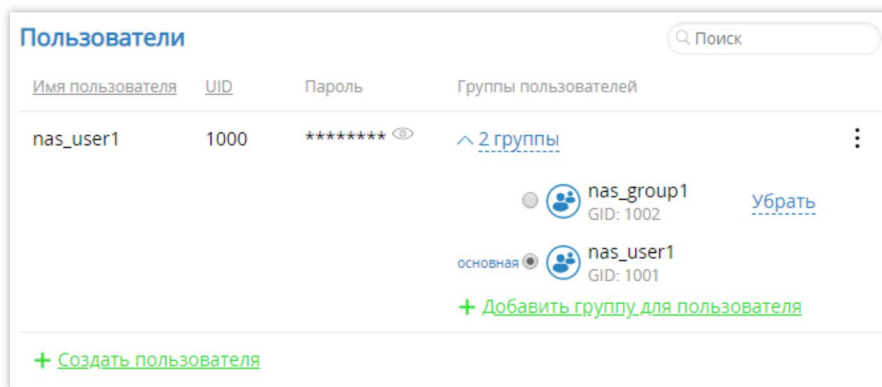 Пользователи
Поиск
Имя пользователя UID Пароль Группы пользователей
nas_user1 1000 ******** 2 группы
nas_group1 Убрать
GID: 1002
основная nas_user1
GID: 1001
+ Добавить группу для пользователя
+ Создать пользователя